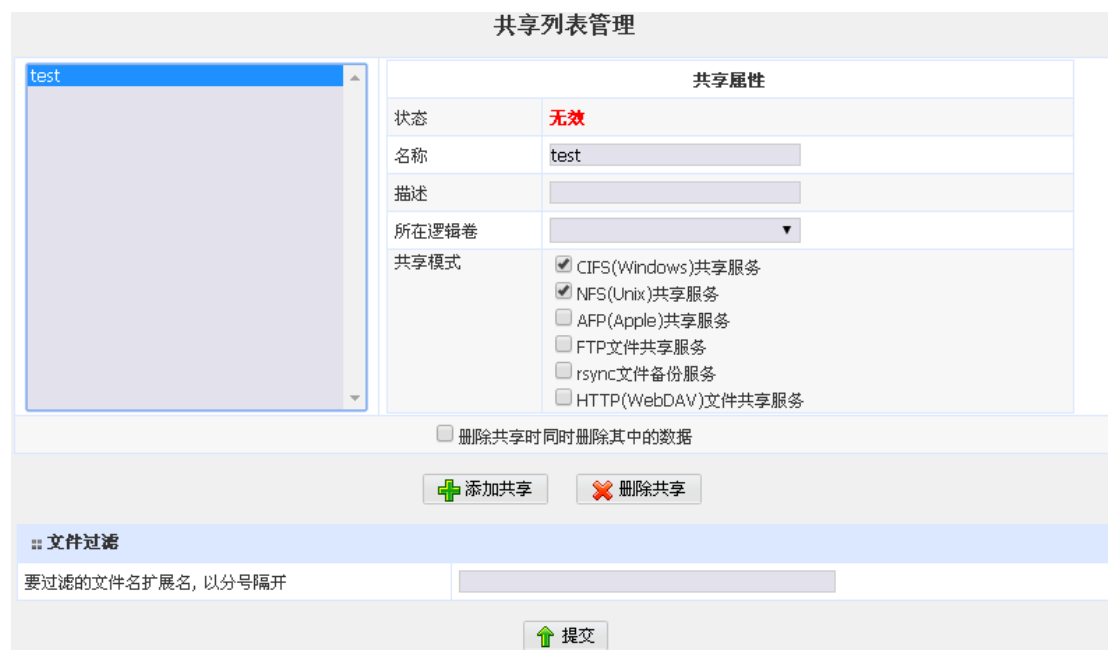 共享列表管理
test
共享属性
状态
无效
名称
test
描述
所在逻辑卷
共享模式
CIFS(Windows)共享服务
NFS(Unix)共享服务
AFP(Apple)共享服务
FTP文件共享服务
rsync文件备份服务
HTTP(WebDAV)文件共享服务
删除共享时同时删除其中的数据
添加共享 删除共享
文件过滤
要过滤的文件名扩展名, 以分号隔开
提交